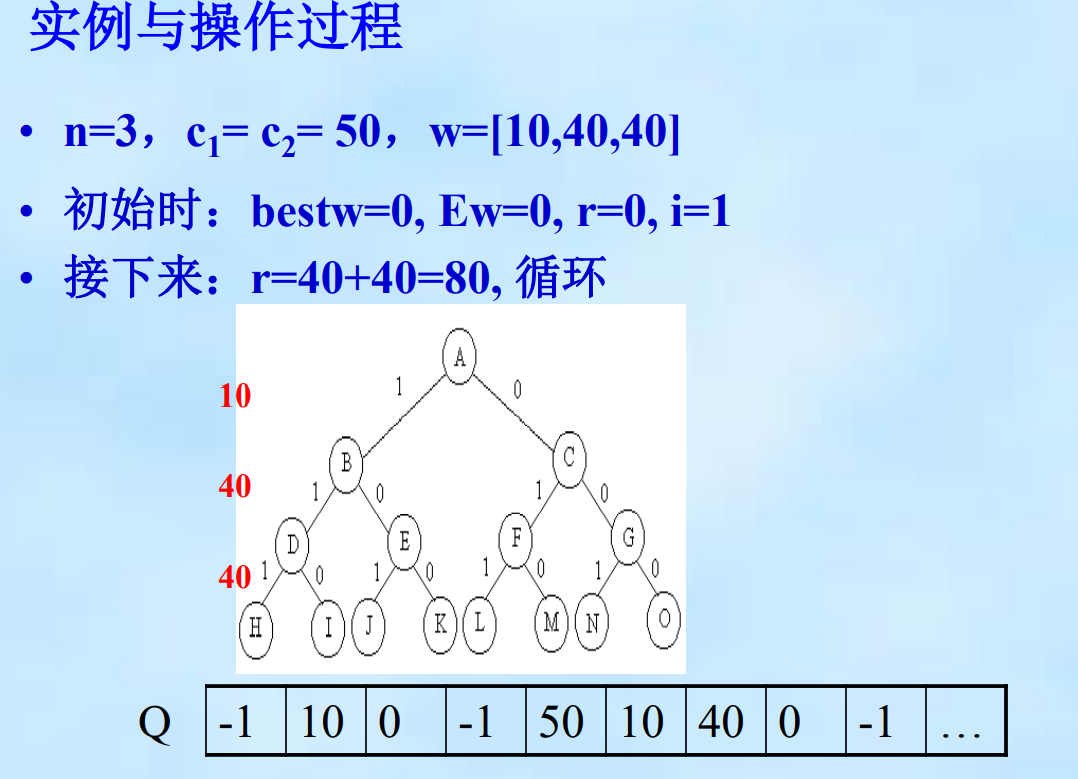 实例与操作过程
• n=3，c₁= c₂= 50，w=[10,40,40]
• 初始时：bestw=0, Ew=0, r=0, i=1
• 接下来：r=40+40=80, 循环
A
10 1 0
B C
40 1 0 1 0
D E F G
40 1 0 1 0 1 0 1 0
H I J K L M N O
Q -1 10 0 -1 50 10 40 0 -1 …